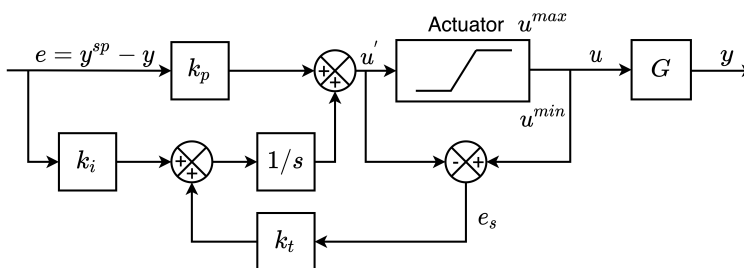 Actuator u^{max}
e = y^{sp} - y
k_p
+
+
u'
u
G
y
u^{min}
k_i
+
+
1/s
-
+
e_s
k_t